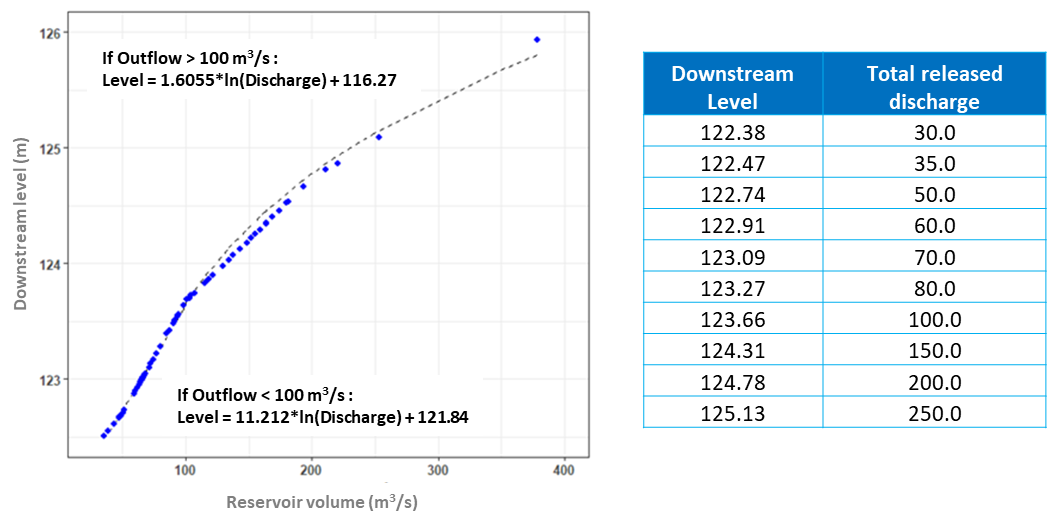 126
125
124
123
Downstream level (m)
If Outflow > 100 m³/s :
Level = 1.6055*ln(Discharge) + 116.27
If Outflow < 100 m³/s :
Level = 11.212*ln(Discharge) + 121.84
100 200 300 400
Reservoir volume (m³/s)
Downstream Level Total released discharge
122.38 30.0
122.47 35.0
122.74 50.0
122.91 60.0
123.09 70.0
123.27 80.0
123.66 100.0
124.31 150.0
124.78 200.0
125.13 250.0